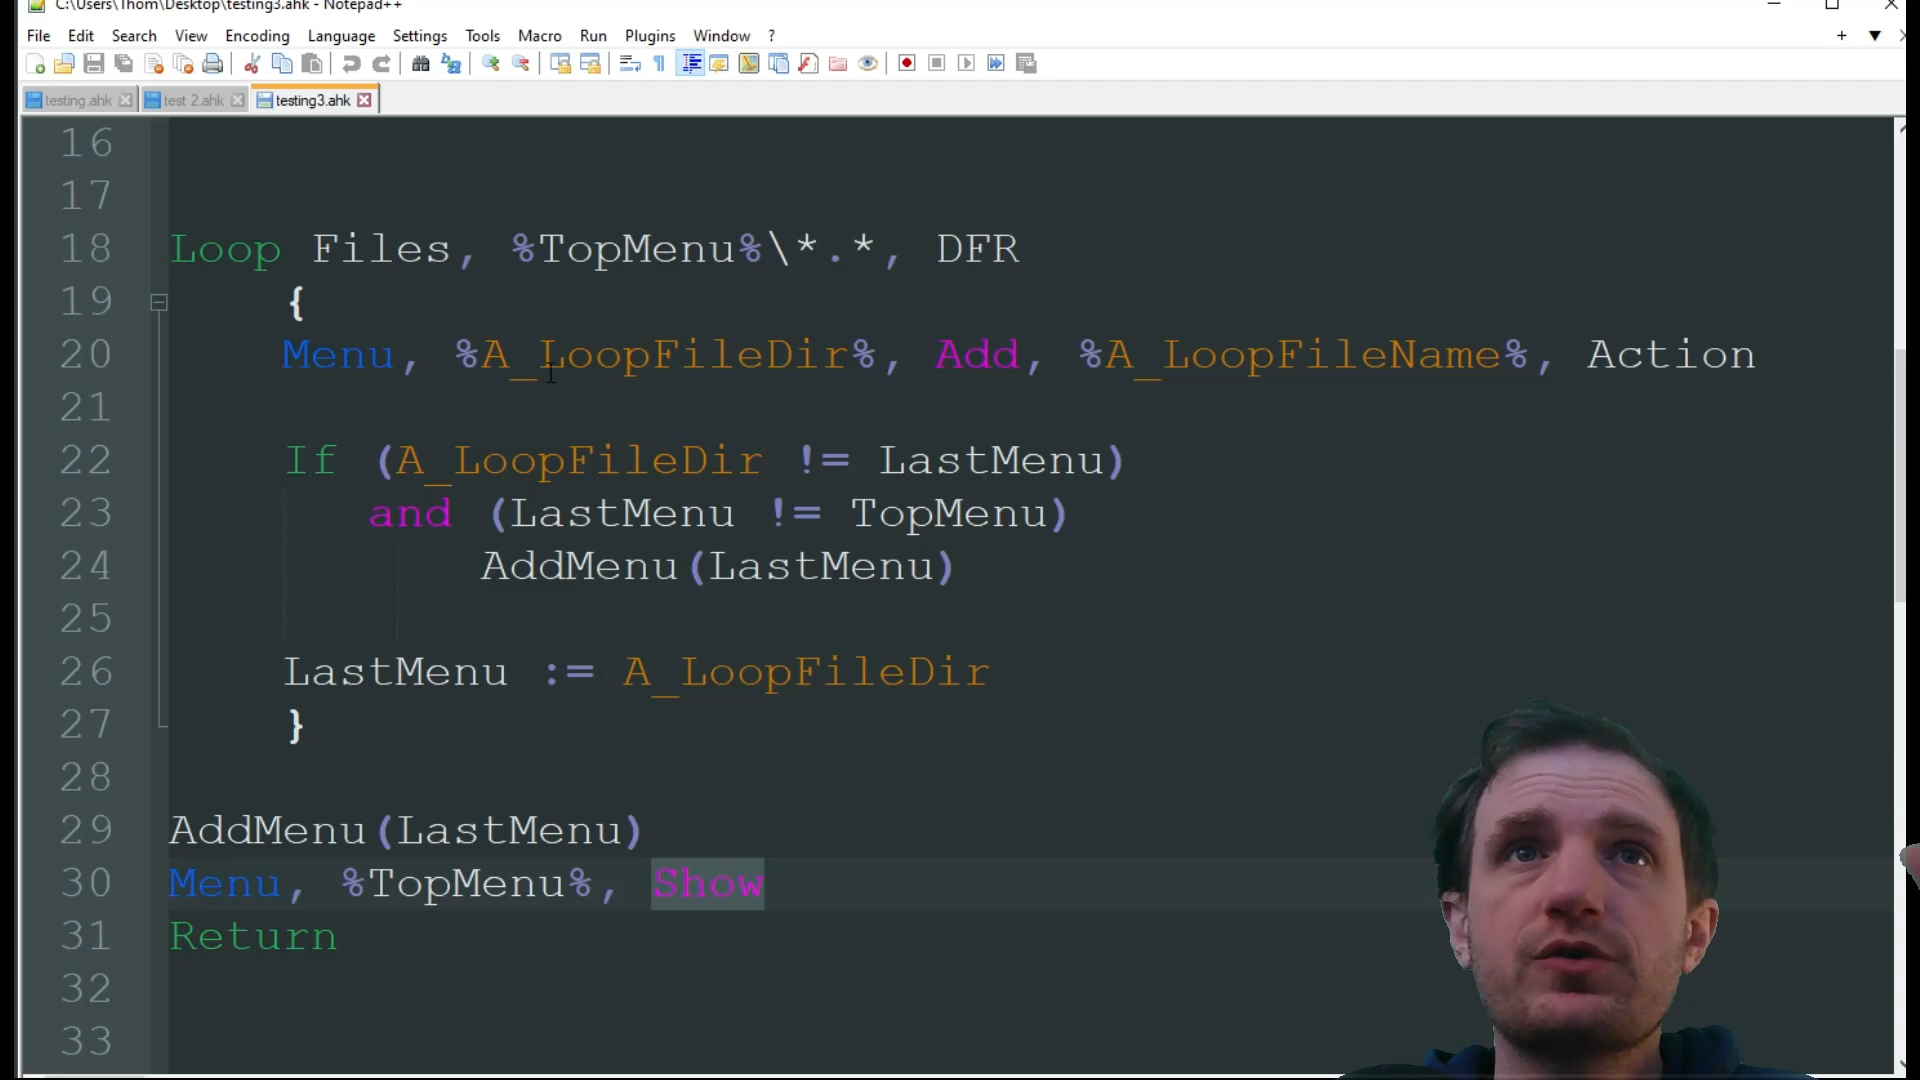 C:\Users\Thom\Desktop\testing3.ahk - Notepad++
File Edit Search View Encoding Language Settings Tools Macro Run Plugins Window ?
testing.ahk test 2.ahk testing3.ahk
16
17
18 Loop Files, %TopMenu%\*.*, DFR
19 {
20 Menu, %A_LoopFileDir%, Add, %A_LoopFileName%, Action
21
22 If (A_LoopFileDir != LastMenu)
23 and (LastMenu != TopMenu)
24 AddMenu(LastMenu)
25
26 LastMenu := A_LoopFileDir
27 }
28
29 AddMenu(LastMenu)
30 Menu, %TopMenu%, Show
31 Return
32
33